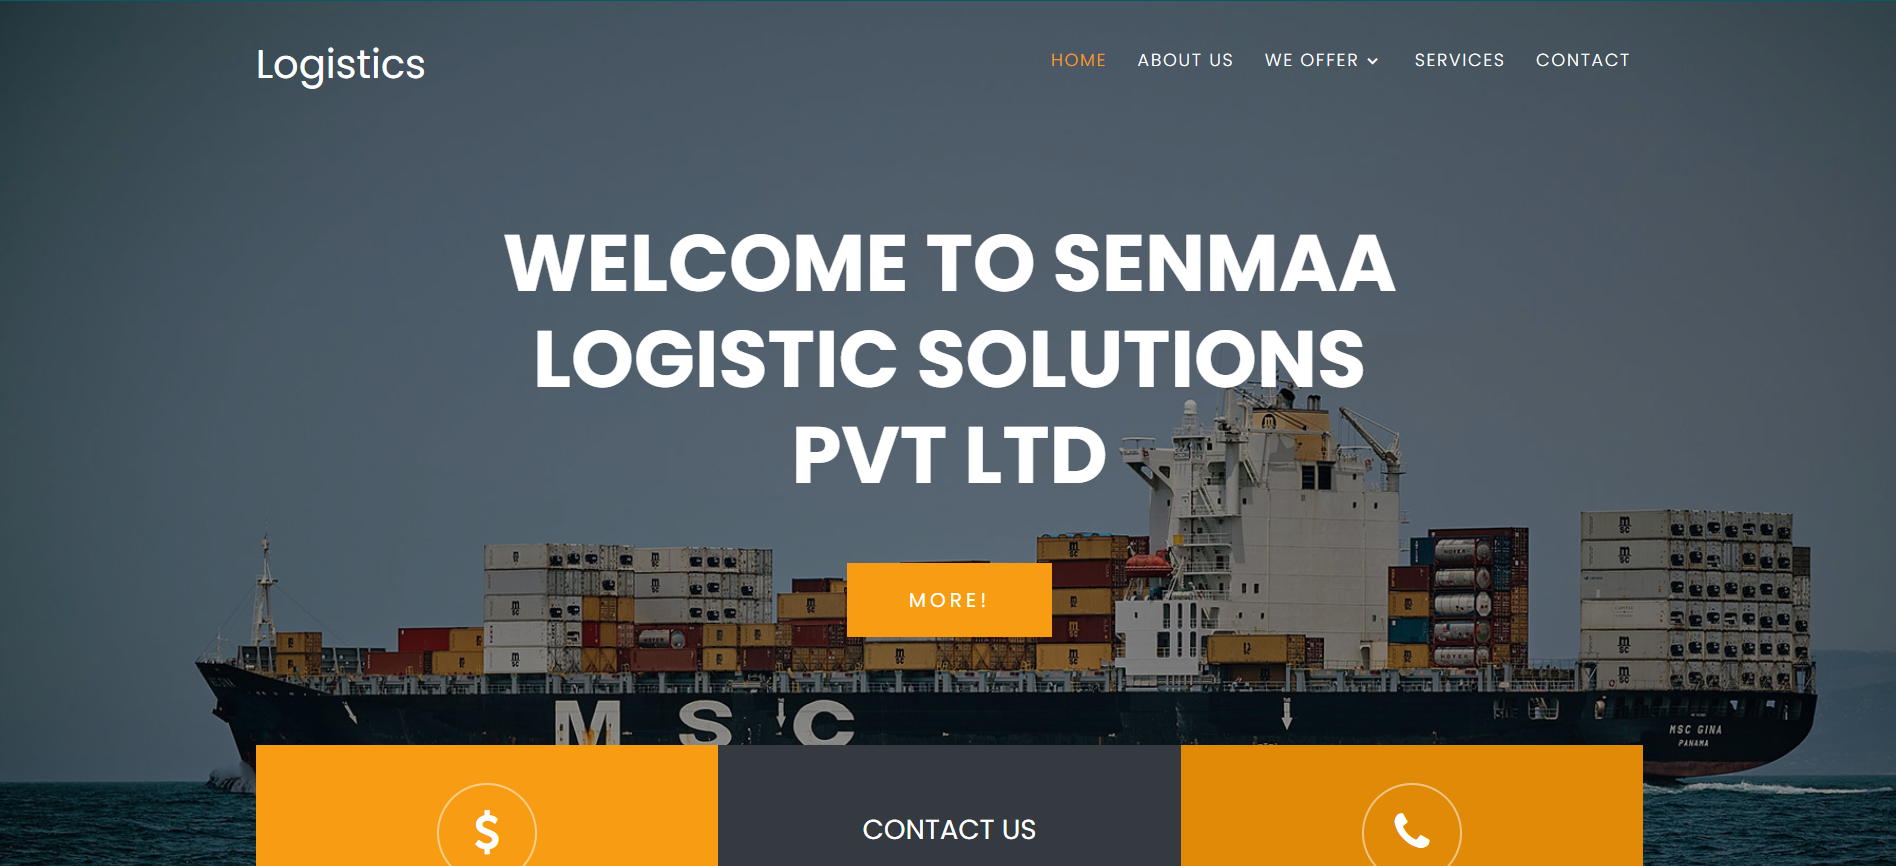 Logistics
HOME ABOUT US WE OFFER SERVICES CONTACT
WELCOME TO SENMAA
LOGISTIC SOLUTIONS
PVT LTD
MORE!
M S C
MSC GINA
PANAMA
$
CONTACT US